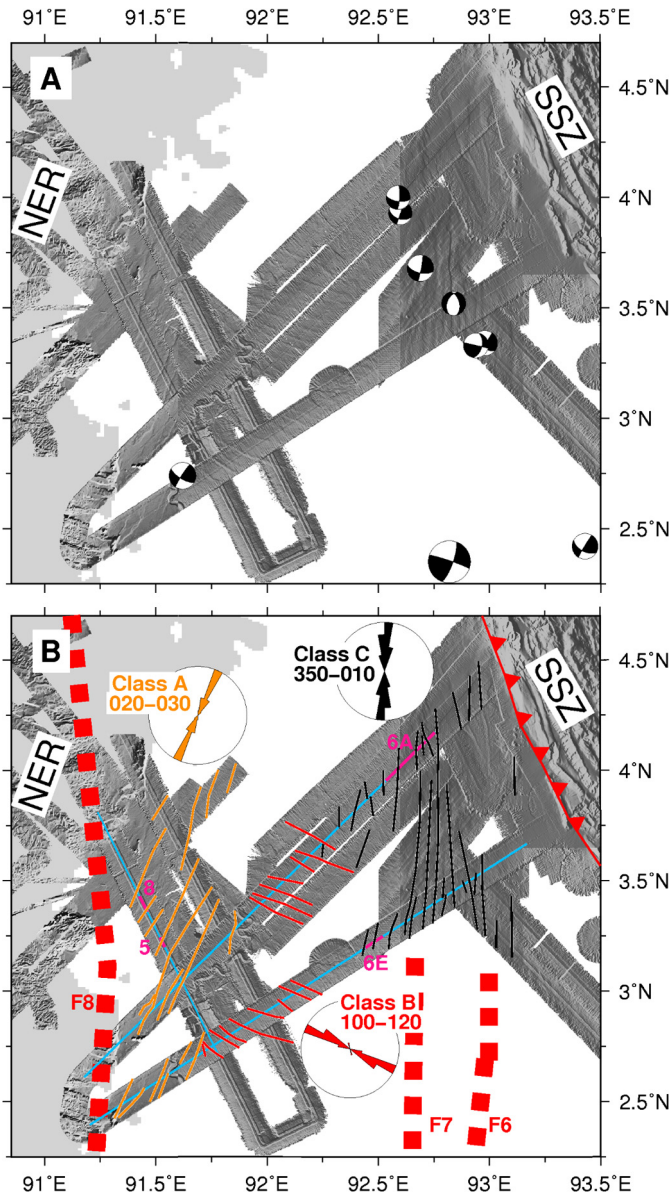 91°E 91.5°E 92°E 92.5°E 93°E 93.5°E
A
SSZ
4.5°N
NER
4°N
3.5°N
3°N
2.5°N
B
Class A
020–030
Class C
350–010
SSZ
4.5°N
NER
6A
4°N
8
3.5°N
5
6E
F8
3°N
Class B
100–120
F7
F6
2.5°N
91°E 91.5°E 92°E 92.5°E 93°E 93.5°E